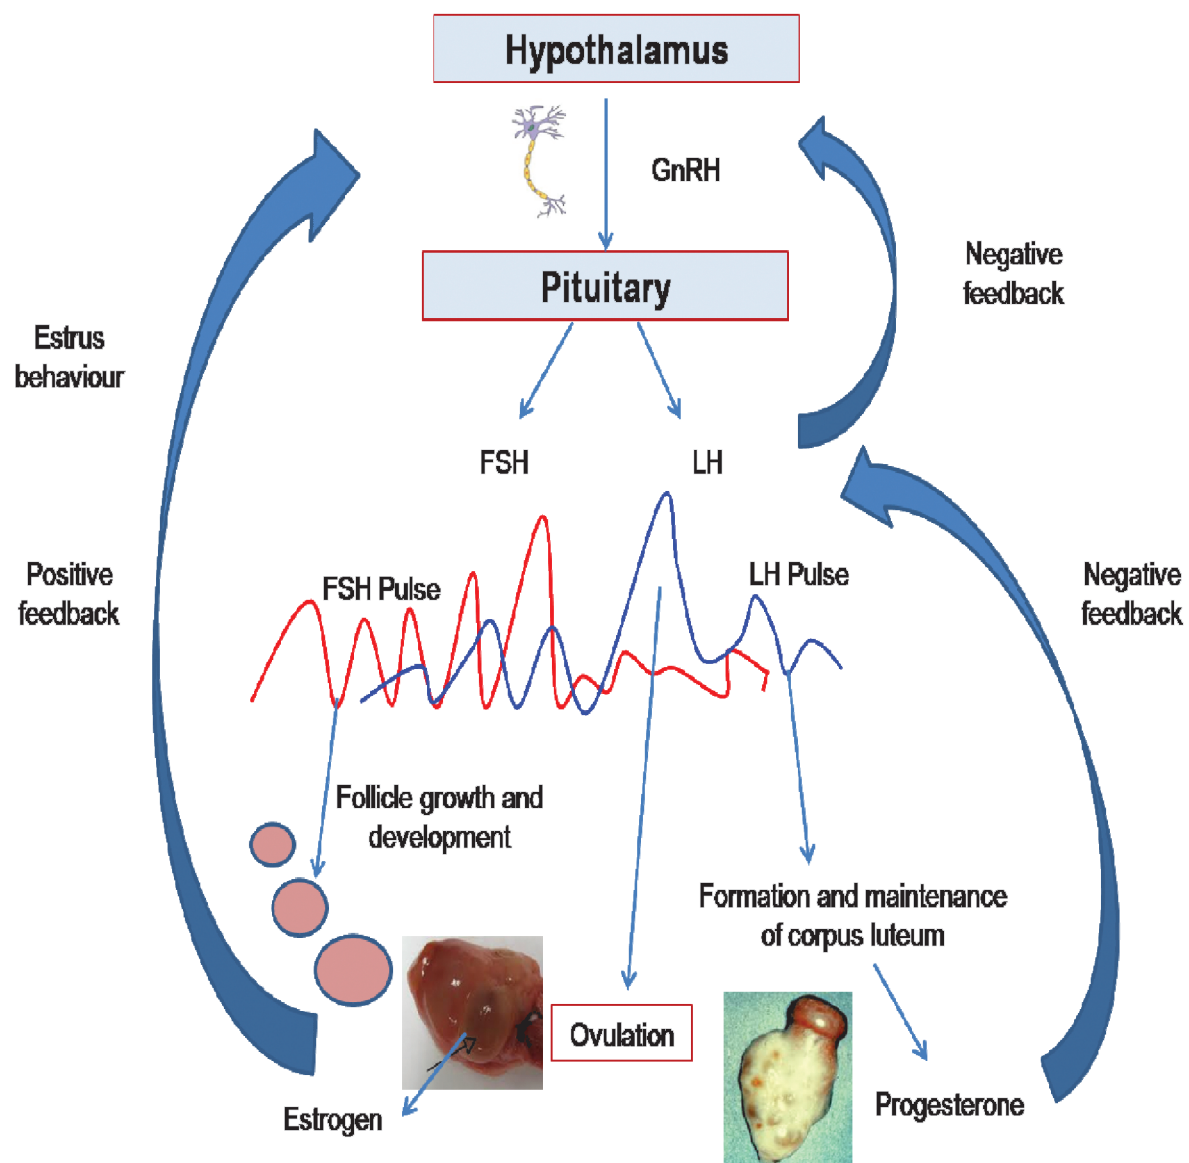 Hypothalamus
GnRH
Pituitary
Negative
feedback
Estrus
behaviour
FSH
LH
Positive
feedback
FSH Pulse
LH Pulse
Negative
feedback
Follicle growth and
development
Formation and maintenance
of corpus luteum
Ovulation
Estrogen
Progesterone